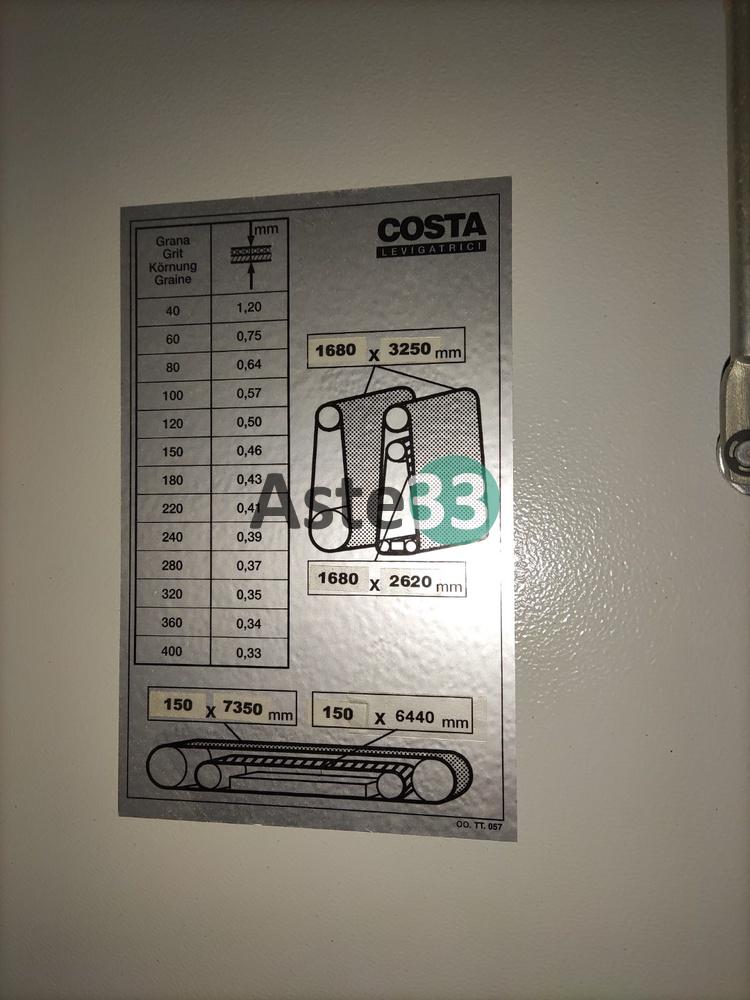 COSTA
LEVIGATRICI
Grana
Grit
Körnung
Graine
mm
40 1,20
60 0,75
80 0,64
100 0,57
120 0,50
150 0,46
180 0,43
220 0,41
240 0,39
280 0,37
320 0,35
360 0,34
400 0,33
1680 x 3250 mm
Aste33
1680 x 2620 mm
150 x 7350 mm
150 x 6440 mm
OO. TT. 057